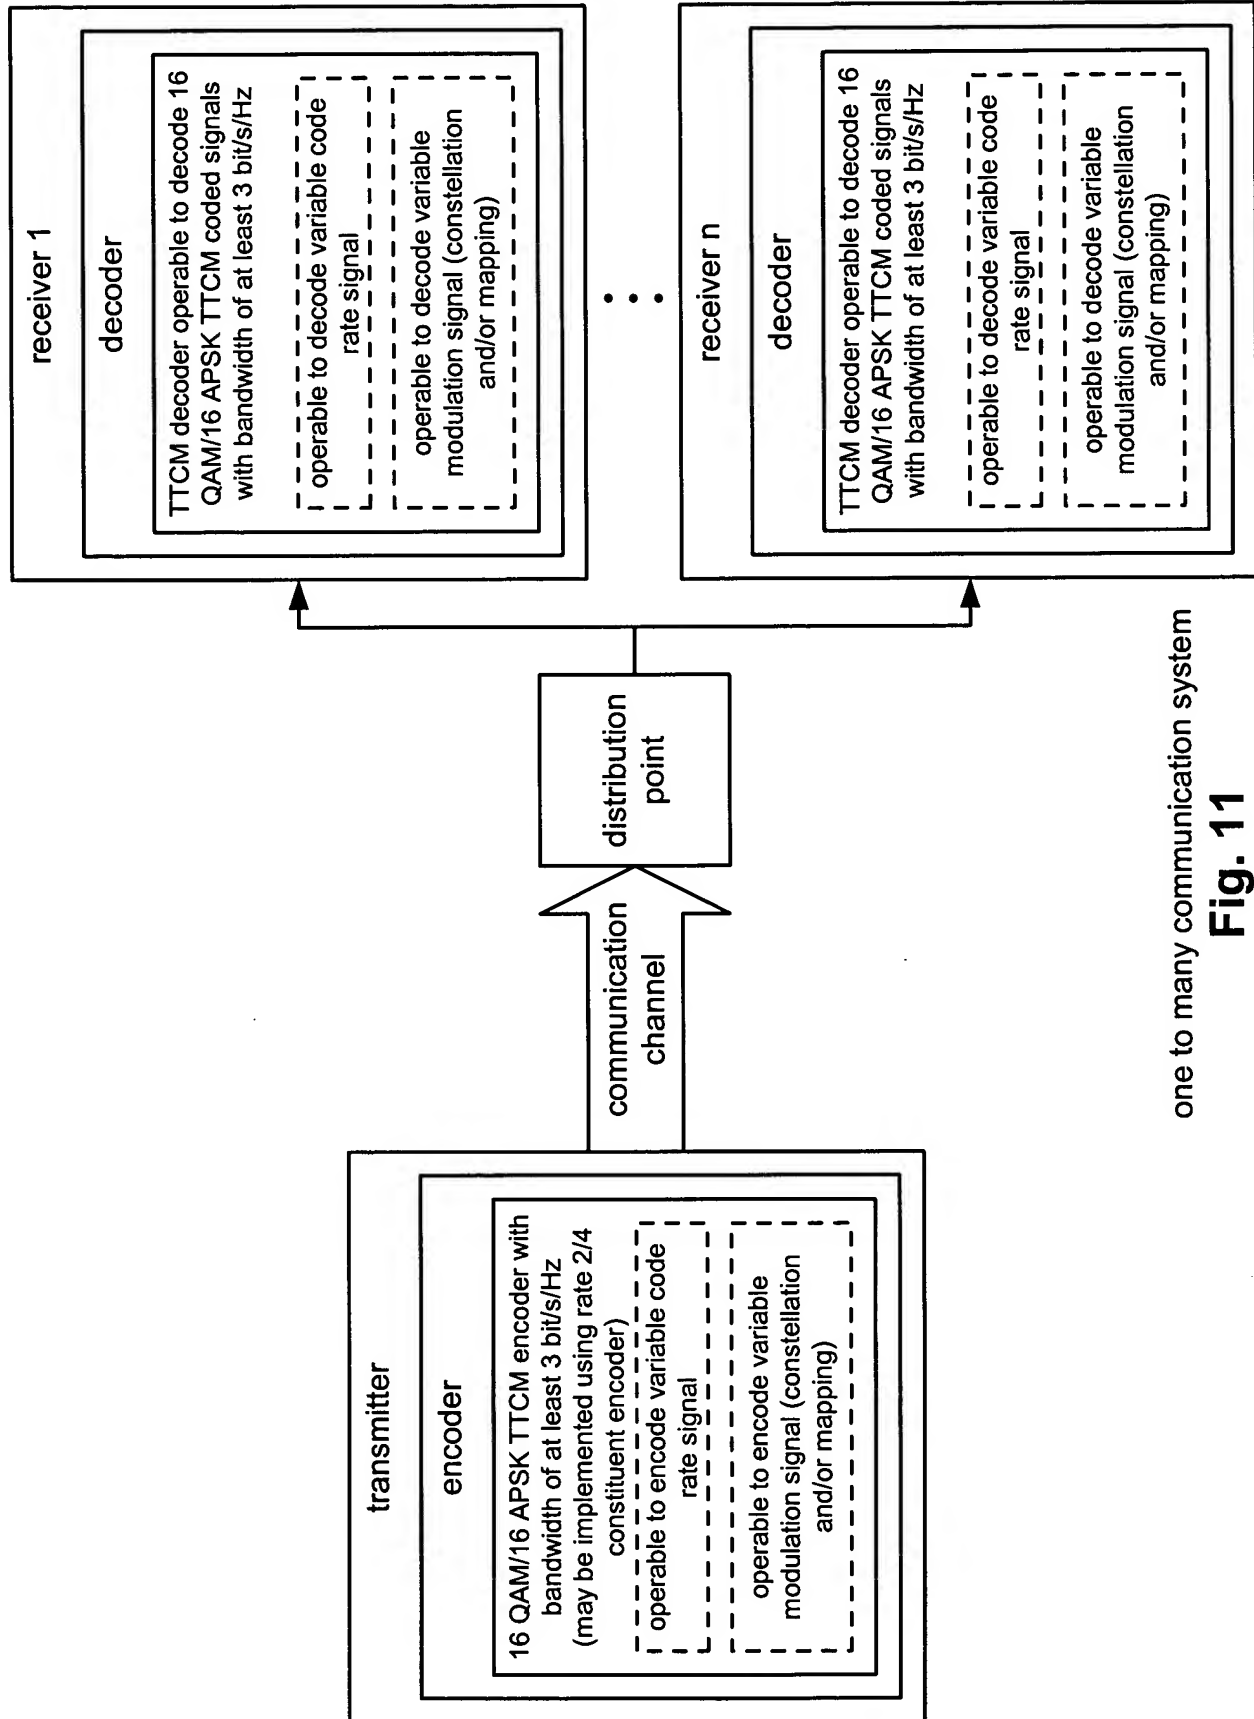 transmitter
encoder
16 QAM/16 APSK TTCM encoder with
bandwidth of at least 3 bit/s/Hz
(may be implemented using rate 2/4
constituent encoder)
operable to encode variable code
rate signal
operable to encode variable
modulation signal (constellation
and/or mapping)
communication
channel
distribution
point
receiver 1
decoder
TTCM decoder operable to decode 16
QAM/16 APSK TTCM coded signals
with bandwidth of at least 3 bit/s/Hz
operable to decode variable code
rate signal
operable to decode variable
modulation signal (constellation
and/or mapping)
receiver n
decoder
TTCM decoder operable to decode 16
QAM/16 APSK TTCM coded signals
with bandwidth of at least 3 bit/s/Hz
operable to decode variable code
rate signal
operable to decode variable
modulation signal (constellation
and/or mapping)
one to many communication system
Fig. 11